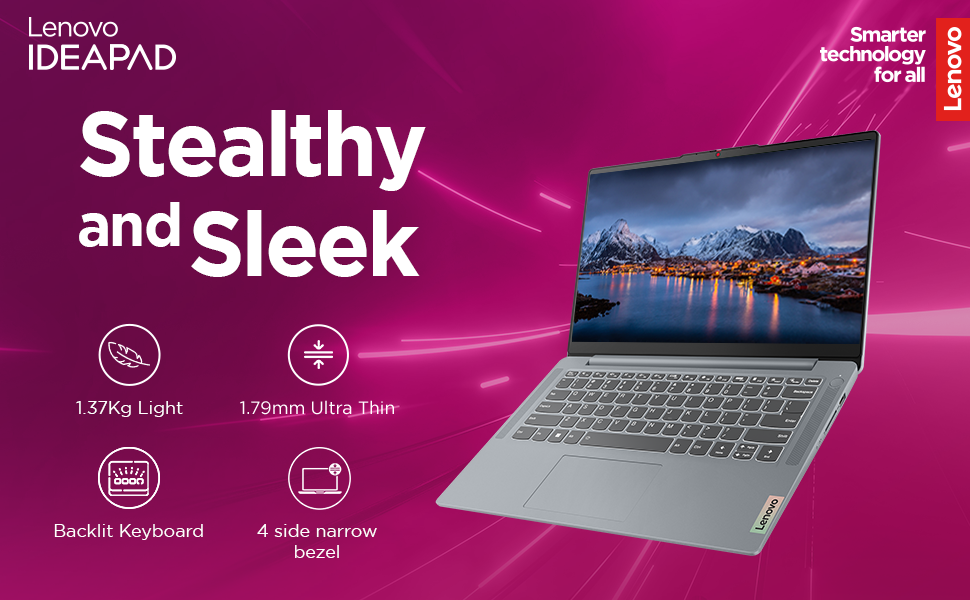 Lenovo
IDEAPAD
Smarter
technology
for all
Lenovo
Stealthy
and Sleek
1.37Kg Light
1.79mm Ultra Thin
Backlit Keyboard
4 side narrow
bezel
Lenovo